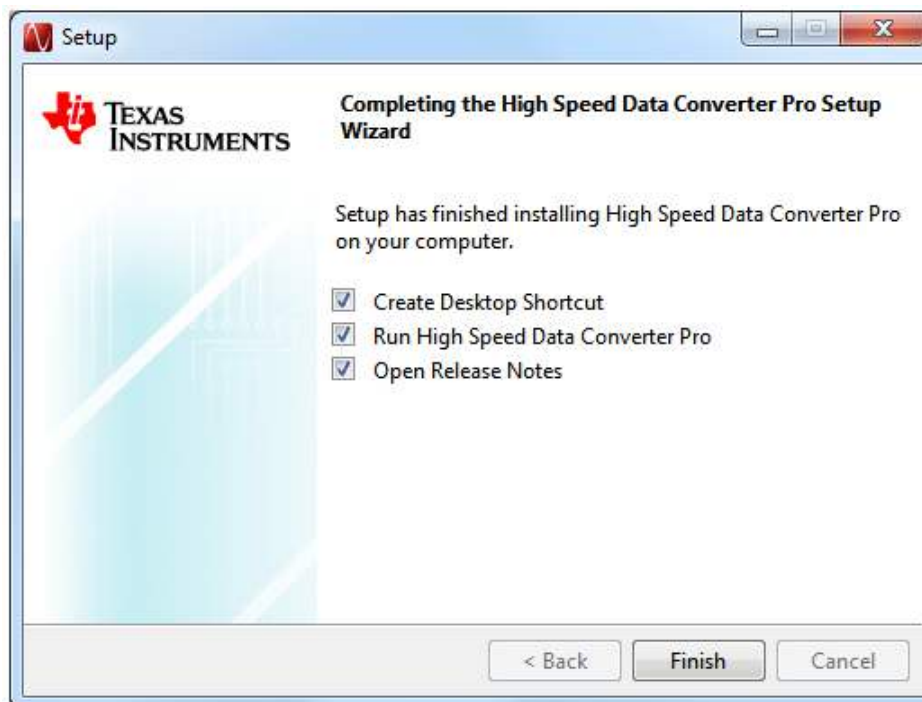 Setup
TEXAS
INSTRUMENTS
Completing the High Speed Data Converter Pro Setup
Wizard
Setup has finished installing High Speed Data Converter Pro
on your computer.
Create Desktop Shortcut
Run High Speed Data Converter Pro
Open Release Notes
< Back Finish Cancel